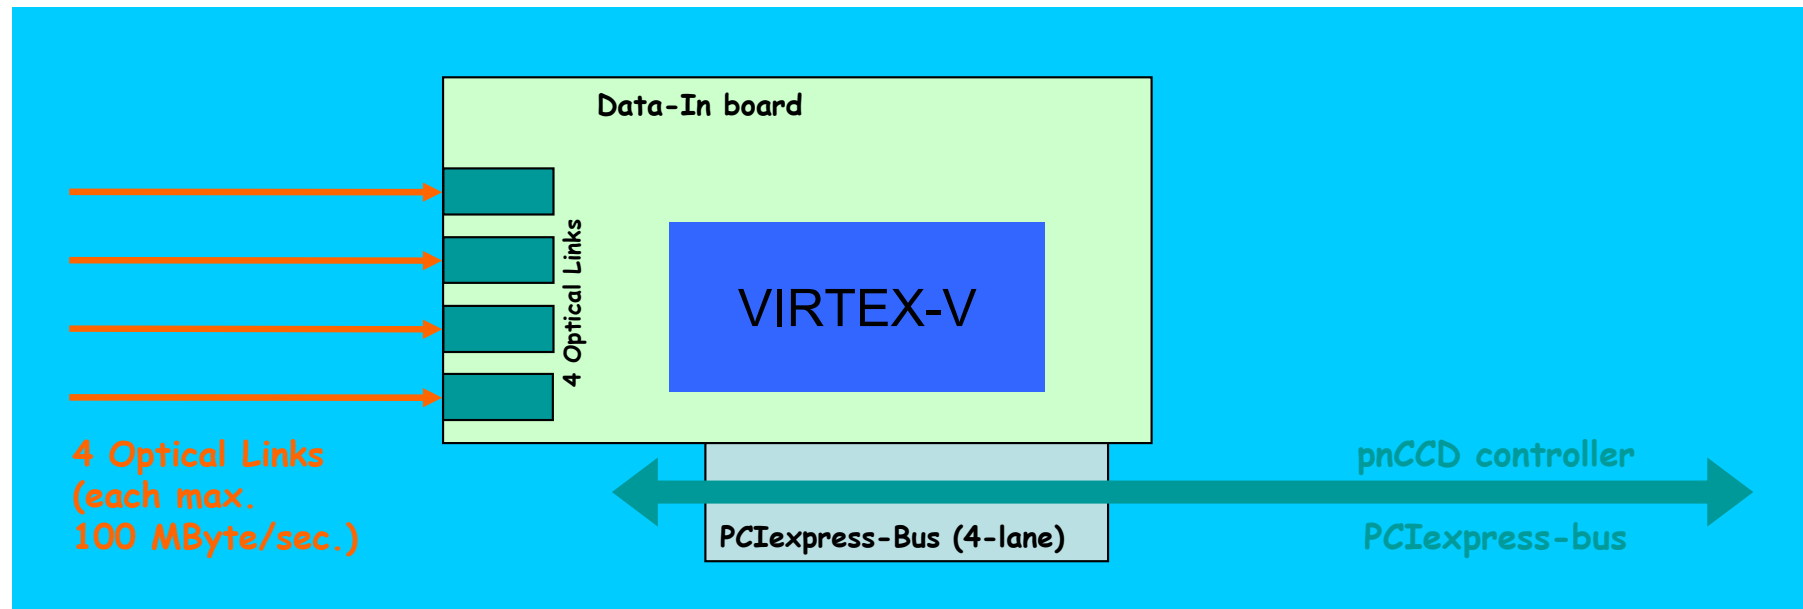 Data-In board
4 Optical Links
VIRTEX-V
4 Optical Links
(each max.
100 MByte/sec.)
pnCCD controller
PCIexpress-Bus (4-lane)
PCIexpress-bus